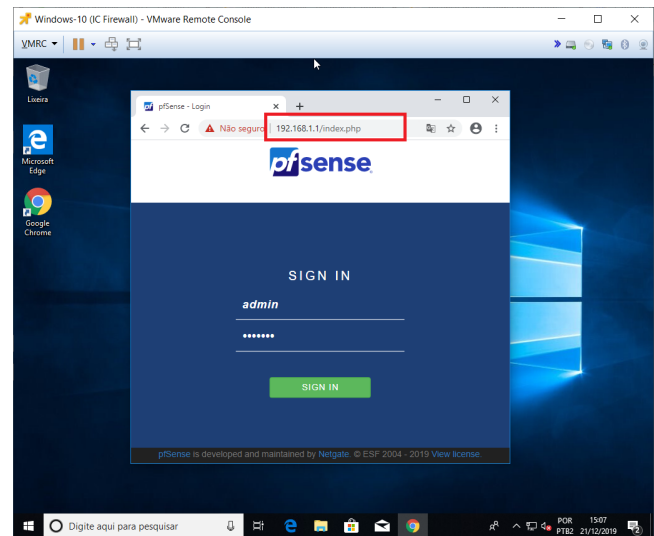 Windows-10 (IC Firewall) - VMware Remote Console
VMRC
Lixeira
Microsoft
Edge
Google
Chrome
pfSense - Login
Não seguro | 192.168.1.1/index.php
pfsense
SIGN IN
admin
•••••••
SIGN IN
pfSense is developed and maintained by Netgate. © ESF 2004 - 2019 View license.
Digite aqui para pesquisar
POR
PTB2
15:07
21/12/2019
2